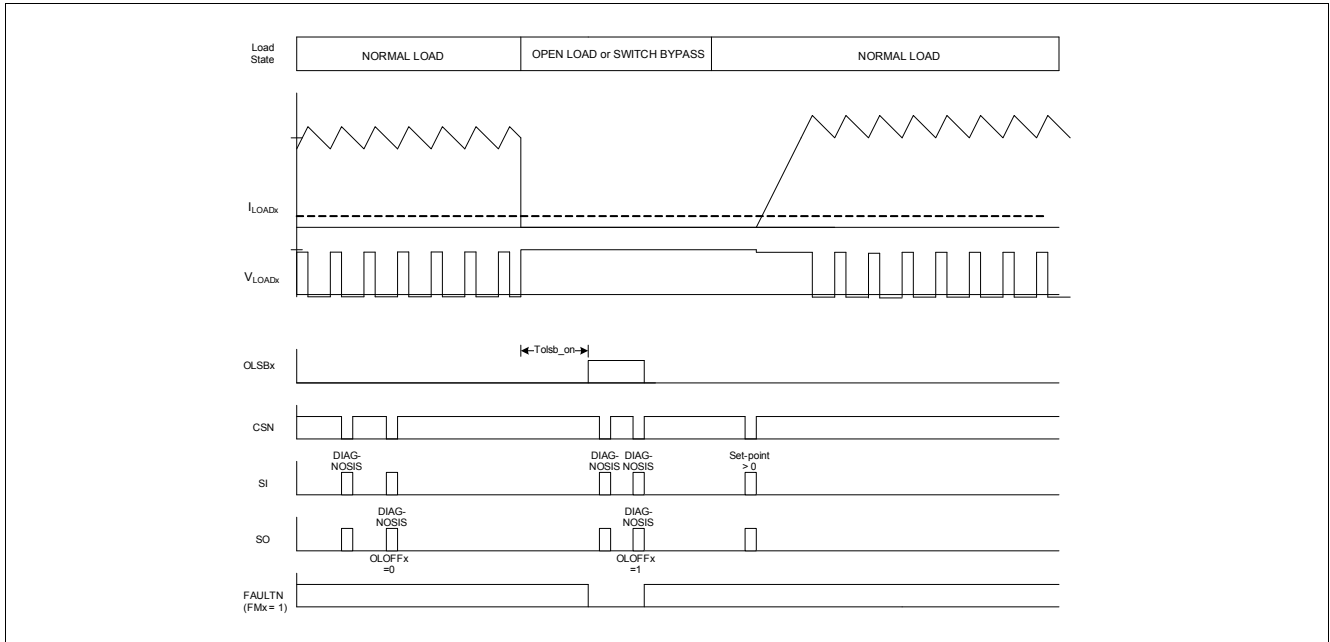 Load
State
NORMAL LOAD
OPEN LOAD or SWITCH BYPASS
NORMAL LOAD
ILOADx
VLOADx
Tolsb_on
OLSBx
CSN
DIAG-
NOSIS
DIAG-
NOSIS
DIAG-
NOSIS
Set-point
> 0
SI
DIAG-
NOSIS
DIAG-
NOSIS
SO
OLOFFx
=0
OLOFFx
=1
FAULTN
(FMx = 1)